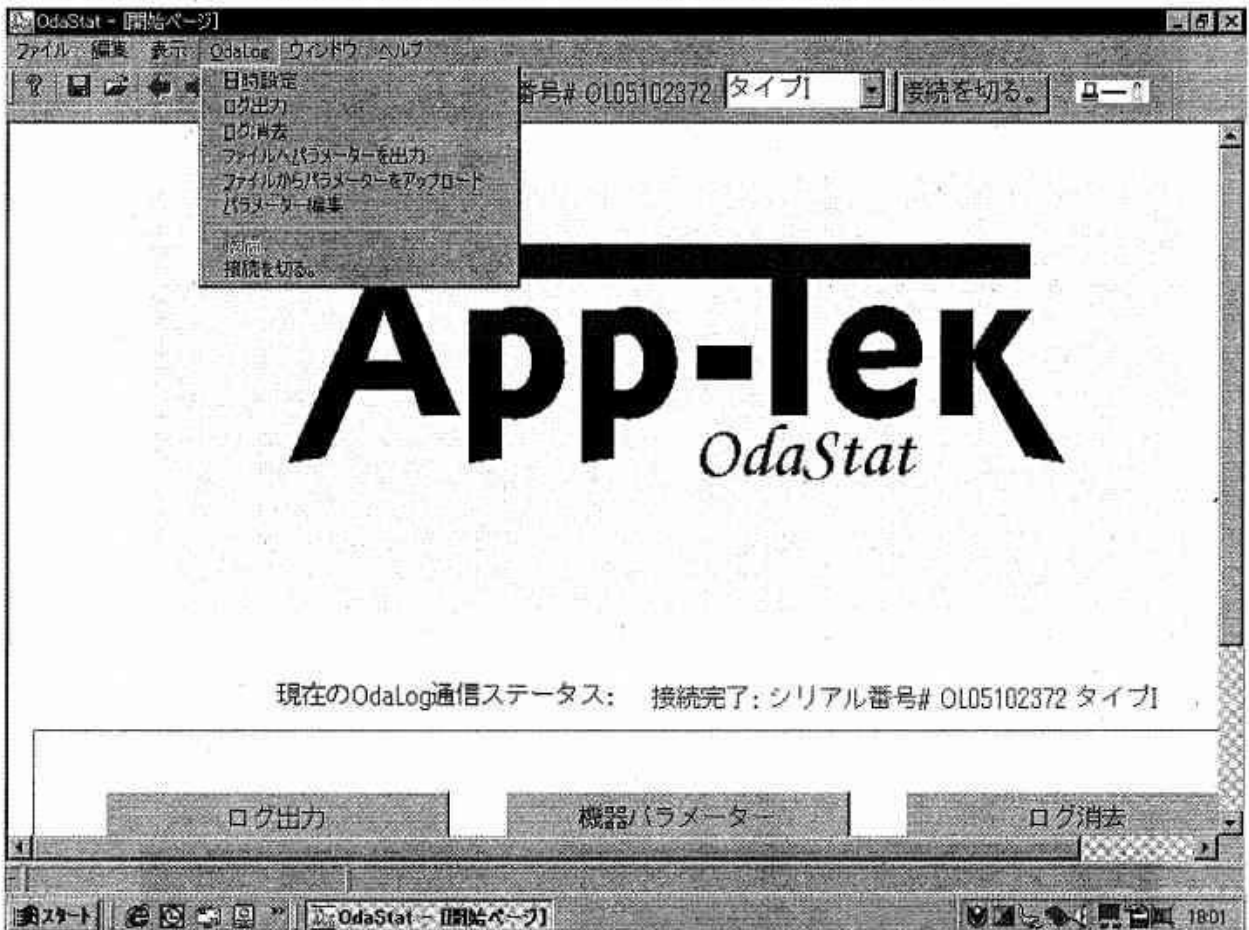 OdaStat - [開始ページ]
ファイル 編集 表示 OdaLog ウィンドウ ヘルプ
番号# OL05102372 タイプI 接続を切る。
日時設定
ログ出力
ログ消去
ファイルへパラメーターを出力
ファイルからパラメーターをアップロード
パラメーター編集
接続を切る。
App-Tek
OdaStat
現在のOdaLog通信ステータス: 接続完了: シリアル番号# OL05102372 タイプI
ログ出力 機器パラメーター ログ消去
スタート OdaStat - [開始ページ] 18:01